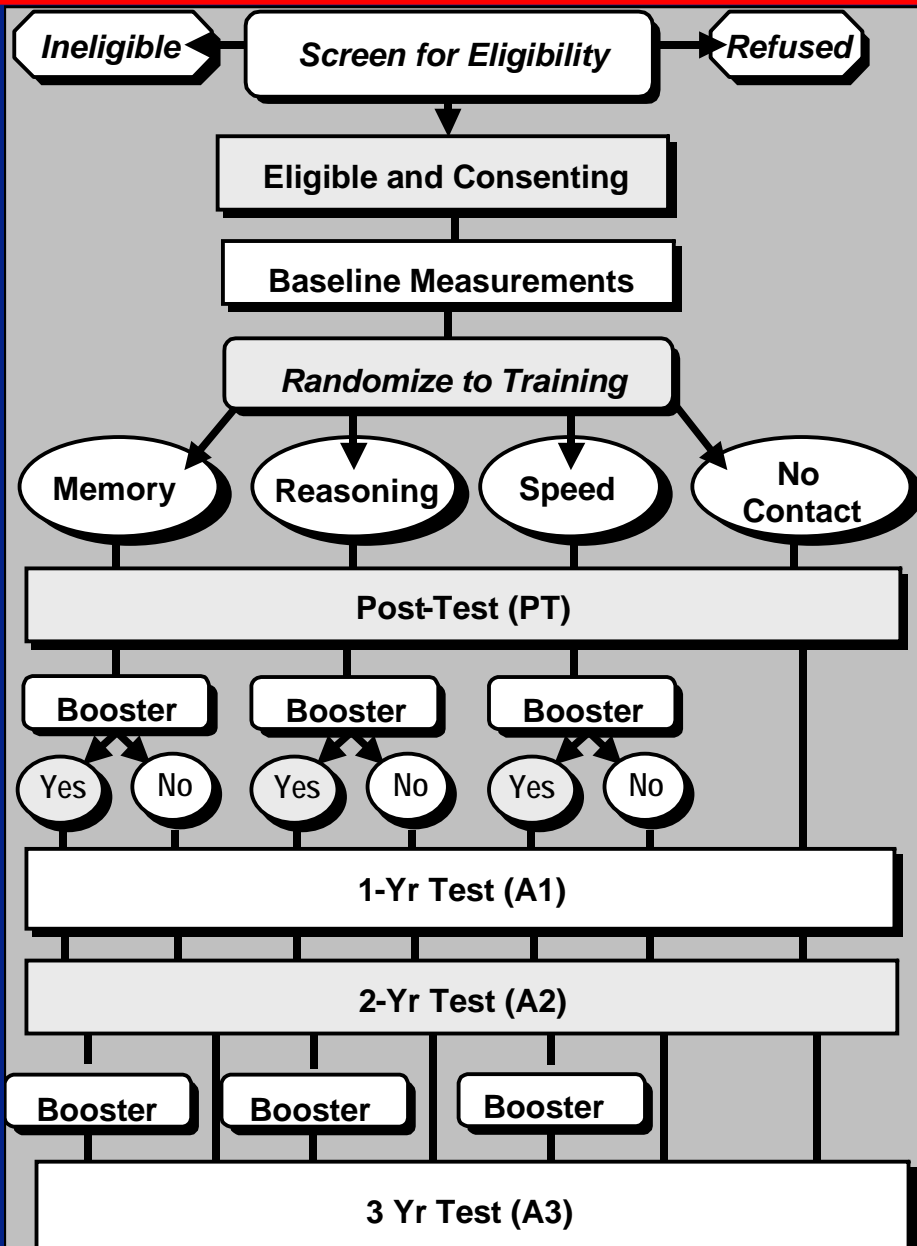 Ineligible
Screen for Eligibility
Refused
Eligible and Consenting
Baseline Measurements
Randomize to Training
Memory
Reasoning
Speed
No
Contact
Post-Test (PT)
Booster
Booster
Booster
Yes
No
Yes
No
Yes
No
1-Yr Test (A1)
2-Yr Test (A2)
Booster
Booster
Booster
3 Yr Test (A3)